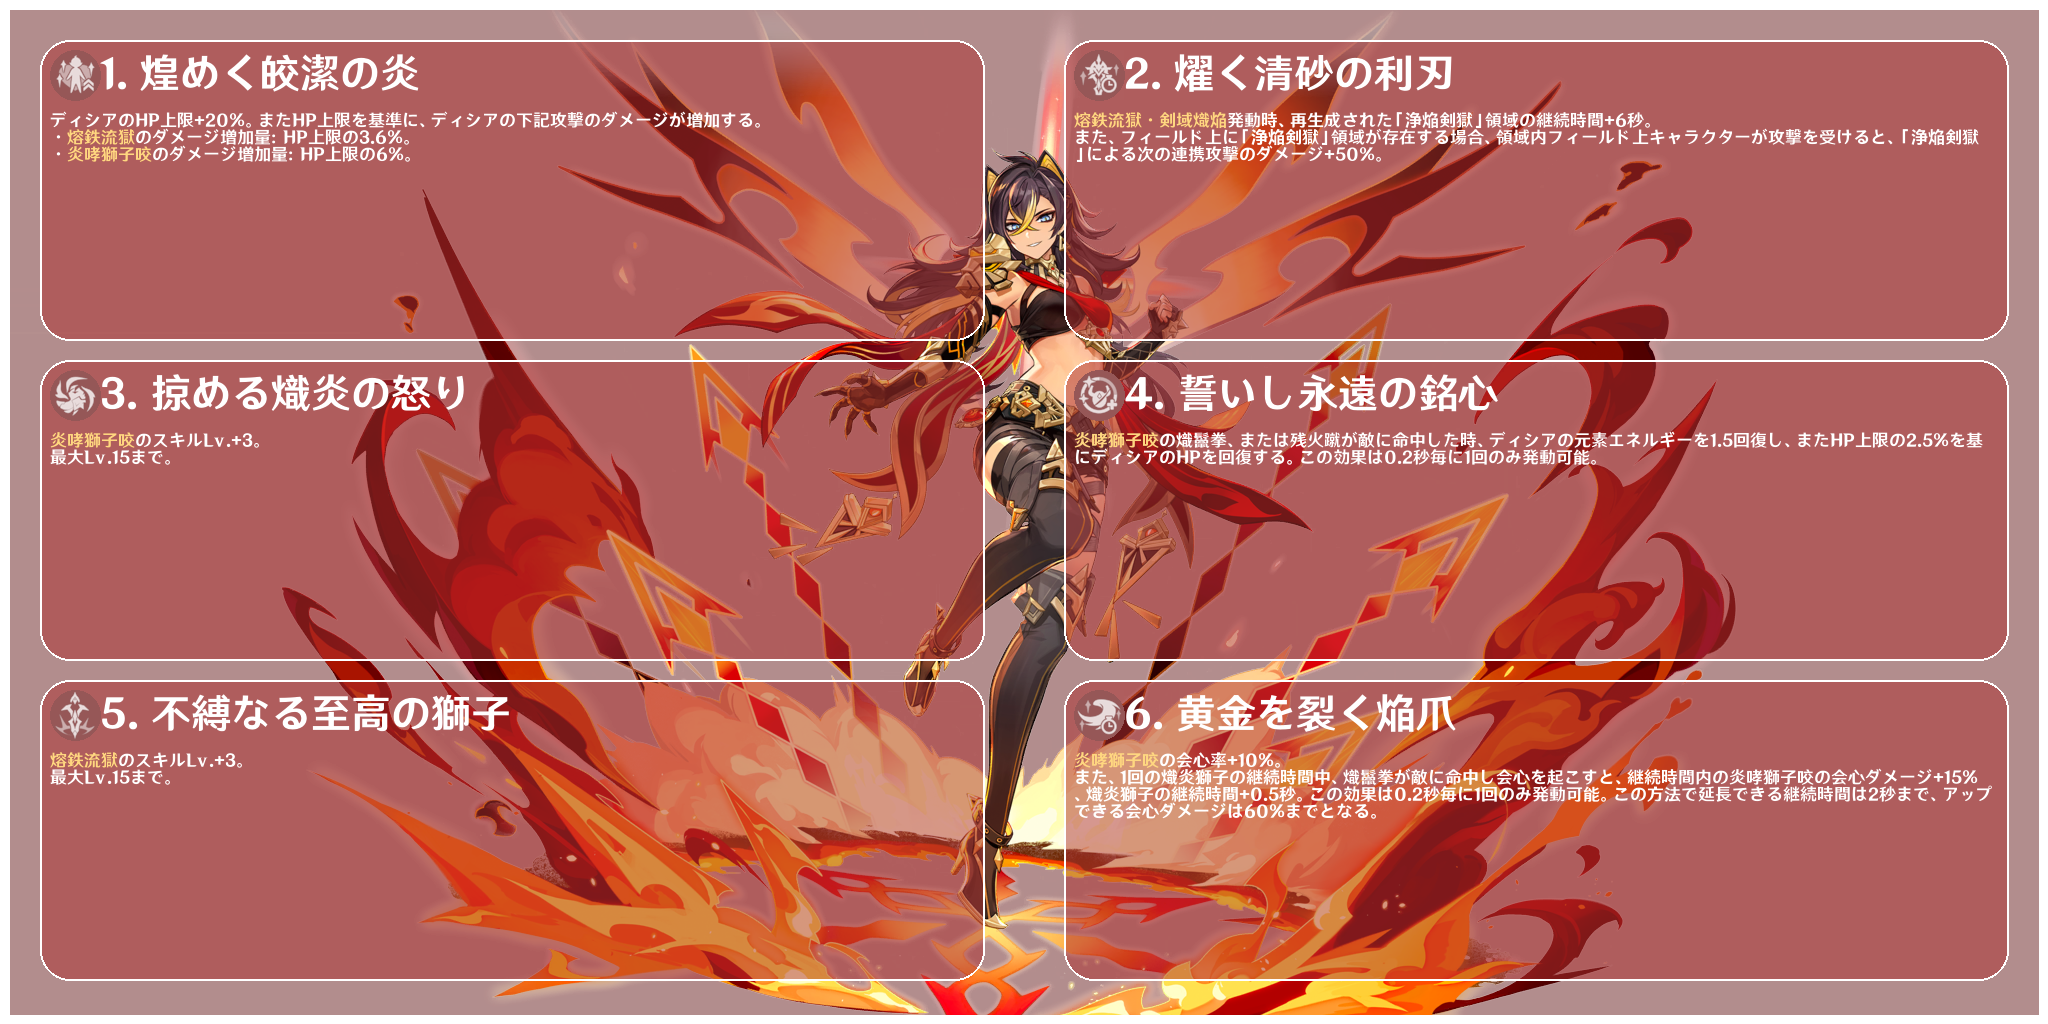 1. 煌めく皎潔の炎
ディシアのHP上限+20%。またHP上限を基準に、ディシアの下記攻撃のダメージが増加する。
・熔鉄流獄のダメージ増加量: HP上限の3.6%。
・炎哮獅子咬のダメージ増加量: HP上限の6%。
2. 燿く清砂の利刃
熔鉄流獄・剣域熾焔発動時、再生成された「浄焔剣獄」領域の継続時間+6秒。
また、フィールド上に「浄焔剣獄」領域が存在する場合、領域内フィールド上キャラクターが攻撃を受けると、「浄焔剣獄
」による次の連携攻撃のダメージ+50%。
3. 掠める熾炎の怒り
炎哮獅子咬のスキルLv.+3。
最大Lv.15まで。
4. 誓いし永遠の銘心
炎哮獅子咬の熾鬣拳、または残火蹴が敵に命中した時、ディシアの元素エネルギーを1.5回復し、またHP上限の2.5%を基
にディシアのHPを回復する。この効果は0.2秒毎に1回のみ発動可能。
5. 不縛なる至高の獅子
熔鉄流獄のスキルLv.+3。
最大Lv.15まで。
6. 黄金を裂く焔爪
炎哮獅子咬の会心率+10%。
また、1回の熾炎獅子の継続時間中、熾鬣拳が敵に命中し会心を起こすと、継続時間内の炎哮獅子咬の会心ダメージ+15%
、熾炎獅子の継続時間+0.5秒。この効果は0.2秒毎に1回のみ発動可能。この方法で延長できる継続時間は2秒まで、アップ
できる会心ダメージは60%までとなる。